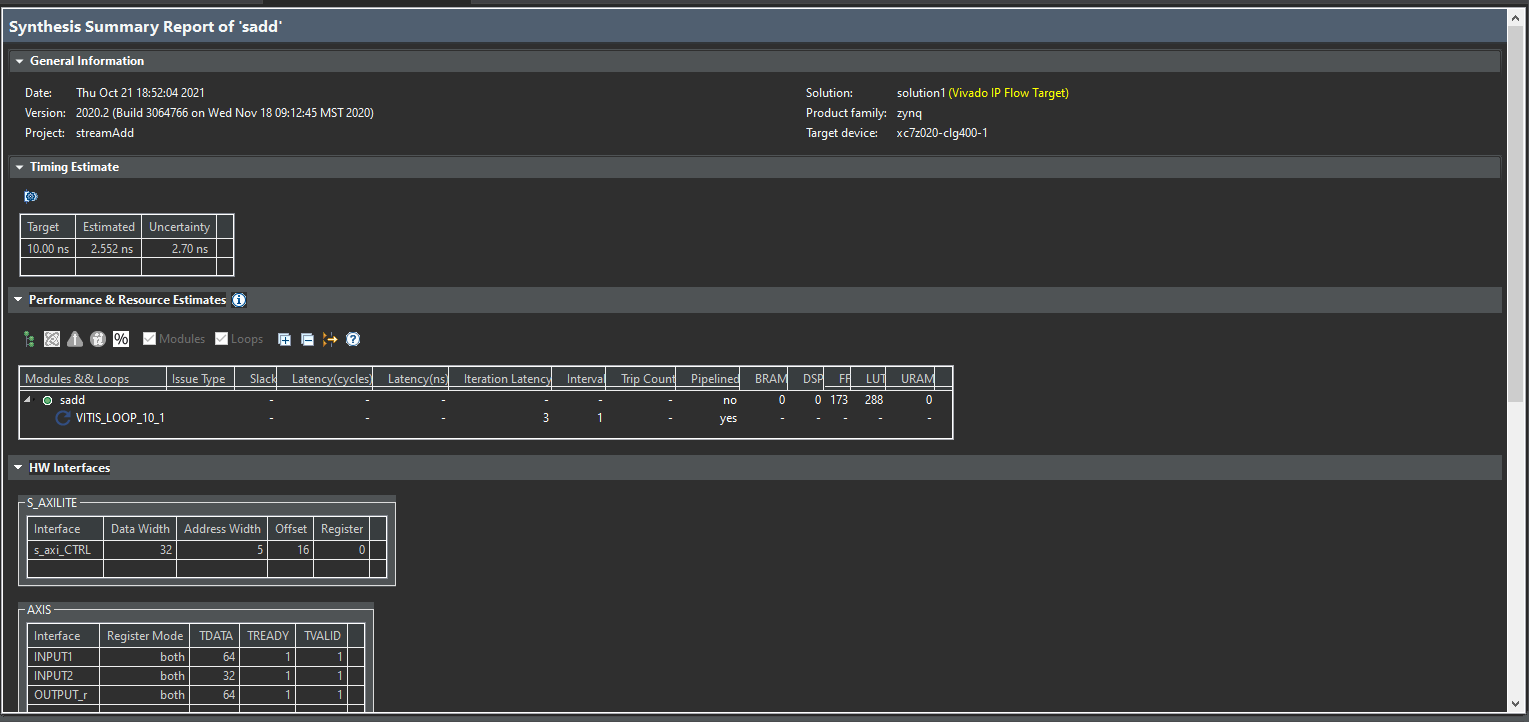 Synthesis Summary Report of 'sadd'
General Information
Date: Thu Oct 21 18:52:04 2021 Solution: solution1 (Vivado IP Flow Target)
Version: 2020.2 (Build 3064766 on Wed Nov 18 09:12:45 MST 2020) Product family: zynq
Project: streamAdd Target device: xc7z020-clg400-1
Timing Estimate
Target Estimated Uncertainty
10.00 ns 2.552 ns 2.70 ns
Performance & Resource Estimates
% Modules Loops
Modules && Loops Issue Type Slack Latency(cycles) Latency(ns) Iteration Latency Interval Trip Count Pipelined BRAM DSP FF LUT URAM
sadd - - - - - - no 0 0 173 288 0
VITIS_LOOP_10_1 - - - 3 1 - yes - - - - -
HW Interfaces
S_AXILITE
Interface Data Width Address Width Offset Register
s_axi_CTRL 32 5 16 0
AXIS
Interface Register Mode TDATA TREADY TVALID
INPUT1 both 64 1 1
INPUT2 both 32 1 1
OUTPUT_r both 64 1 1